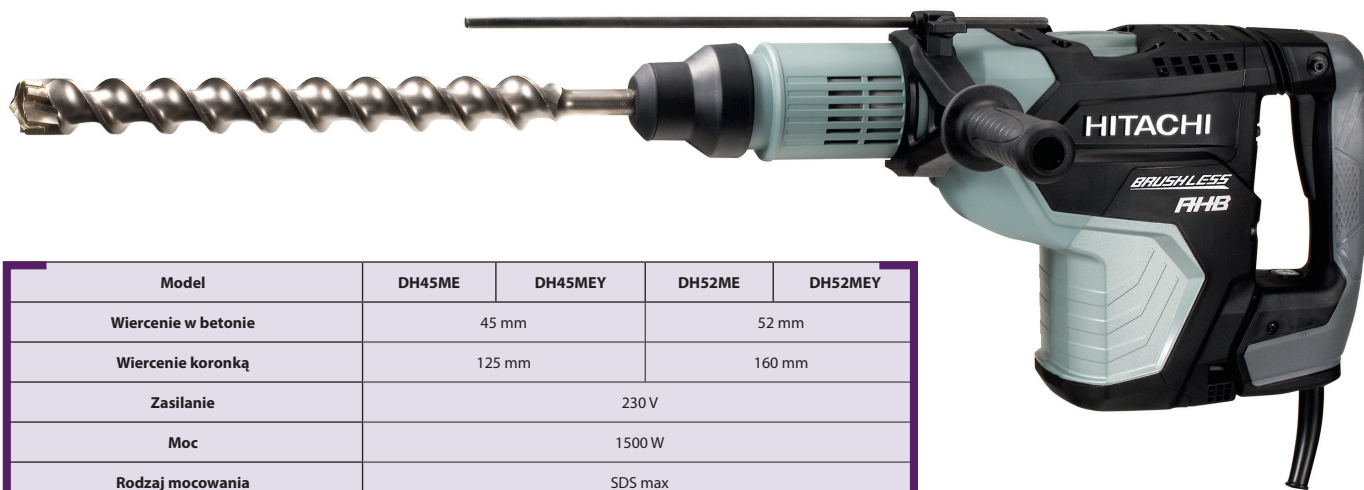 HITACHI
BRUSHLESS
AHB
Model DH45ME DH45MEY DH52ME DH52MEY
Wiercenie w betonie 45 mm 52 mm
Wiercenie koronką 125 mm 160 mm
Zasilanie 230 V
Moc 1500 W
Rodzaj mocowania SDS max